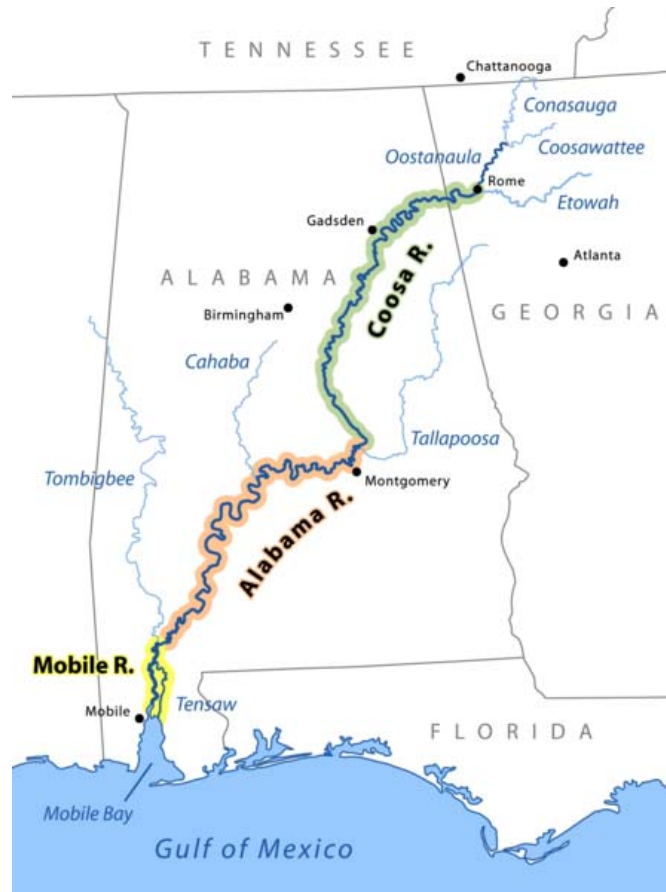 TENNESSEE
Chattanooga
Conasauga
Coosawattee
Oostanaula
Rome
Etowah
Gadsden
Atlanta
ALABAMA
Coosa R.
GEORGIA
Birmingham
Cahaba
Tallapoosa
Tombigbee
Montgomery
Alabama R.
Mobile R.
Tensaw
Mobile
FLORIDA
Mobile Bay
Gulf of Mexico